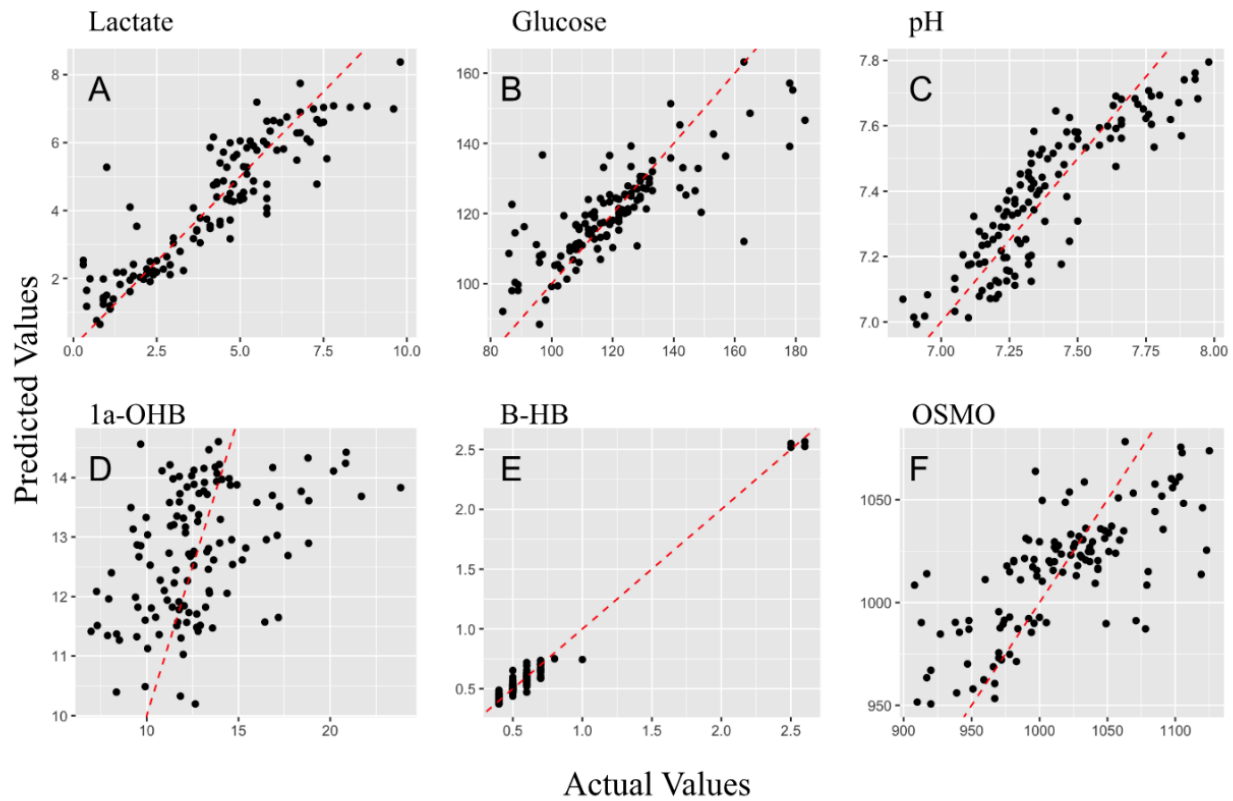 Lactate
Glucose
pH
Predicted Values
A
8
6
4
2
0.0 2.5 5.0 7.5 10.0
B
160
140
120
100
80 100 120 140 160 180
C
7.8
7.6
7.4
7.2
7.0
7.00 7.25 7.50 7.75 8.00
1a-OHB
B-HB
OSMO
D
14
13
12
11
10
10 15 20
E
2.5
2.0
1.5
1.0
0.5
0.5 1.0 1.5 2.0 2.5
F
1050
1000
950
900 950 1000 1050 1100
Actual Values